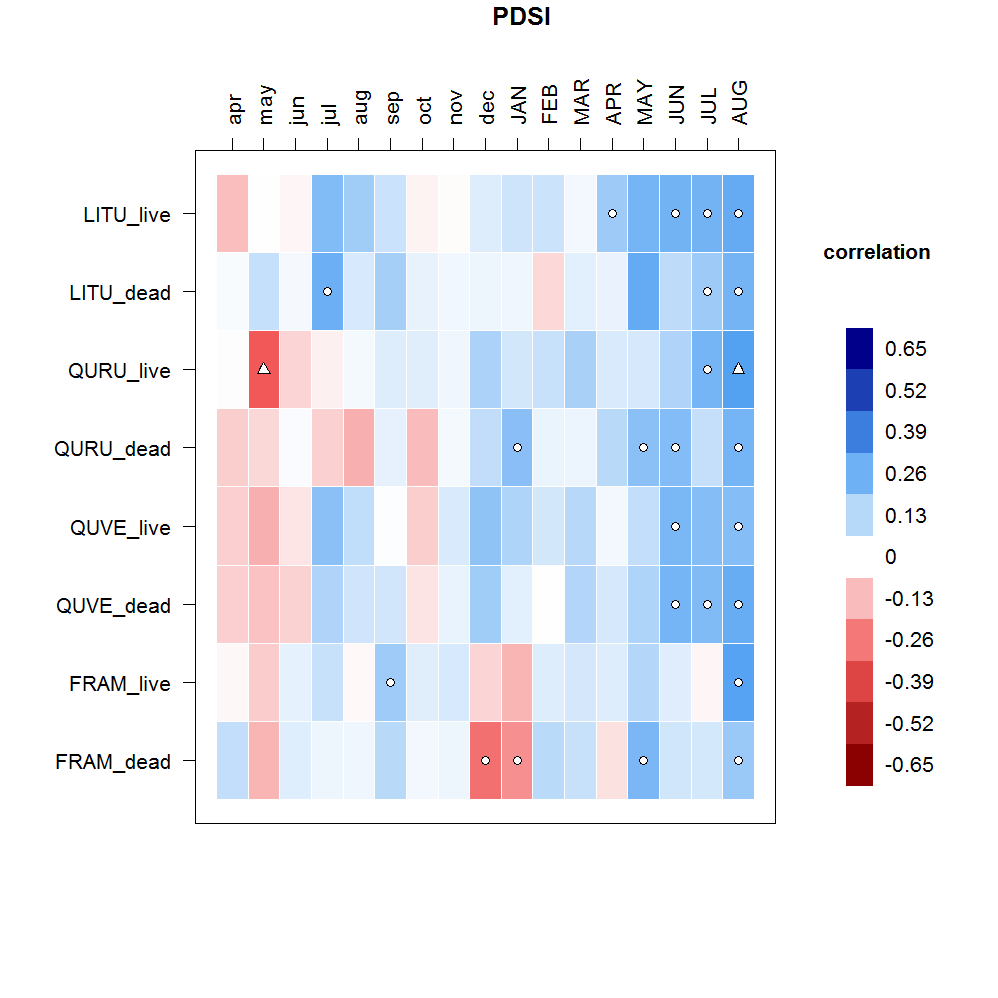 PDSI
apr may jun jul aug sep oct nov dec JAN FEB MAR APR MAY JUN JUL AUG
LITU_live
LITU_dead
QURU_live
QURU_dead
QUVE_live
QUVE_dead
FRAM_live
FRAM_dead
correlation
0.65
0.52
0.39
0.26
0.13
0
-0.13
-0.26
-0.39
-0.52
-0.65